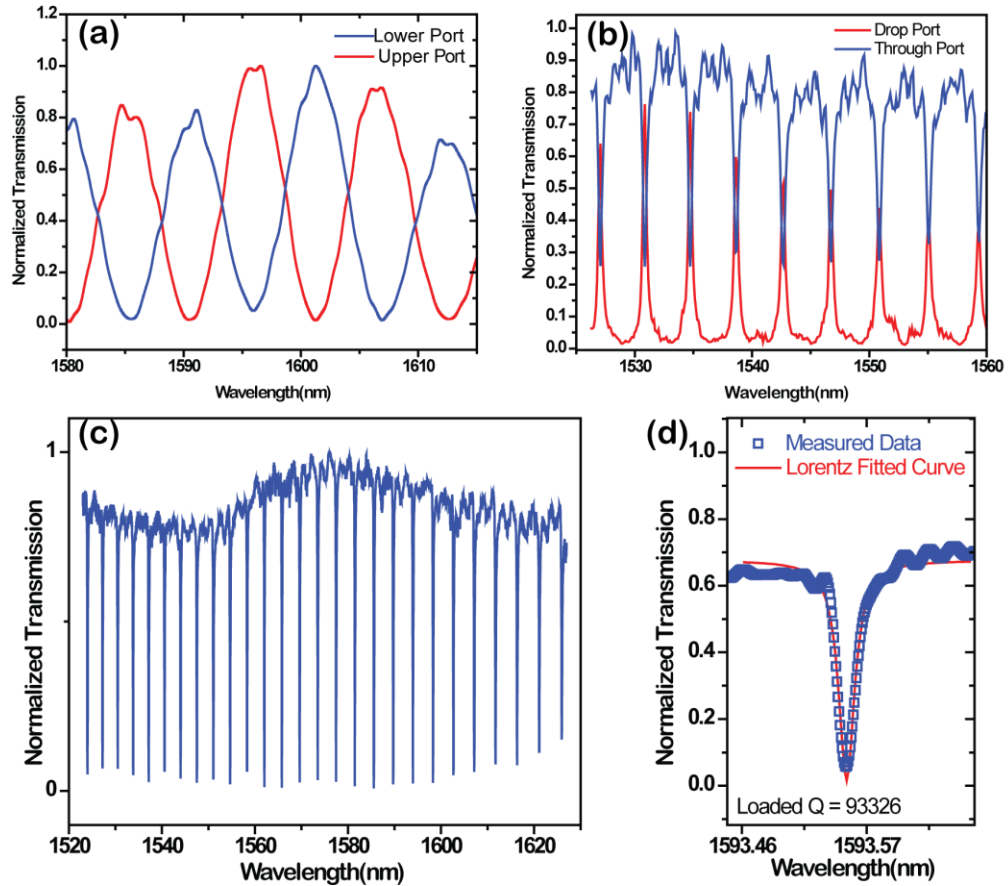 (a)
Lower Port
Upper Port
Normalized Transmission
1.2
1.0
0.8
0.6
0.4
0.2
0.0
1580 1590 1600 1610
Wavelength(nm)
(b)
Drop Port
Through Port
Normalized Transmission
1.0
0.9
0.8
0.7
0.6
0.5
0.4
0.3
0.2
0.1
0.0
1530 1540 1550 1560
Wavelength(nm)
(c)
Normalized Transmission
1
0
1520 1540 1560 1580 1600 1620
Wavelength(nm)
(d)
Measured Data
Lorentz Fitted Curve
Normalized Transmission
1.0
0.8
0.6
0.4
0.2
0.0
Loaded Q = 93326
1593.46 1593.57
Wavelength(nm)